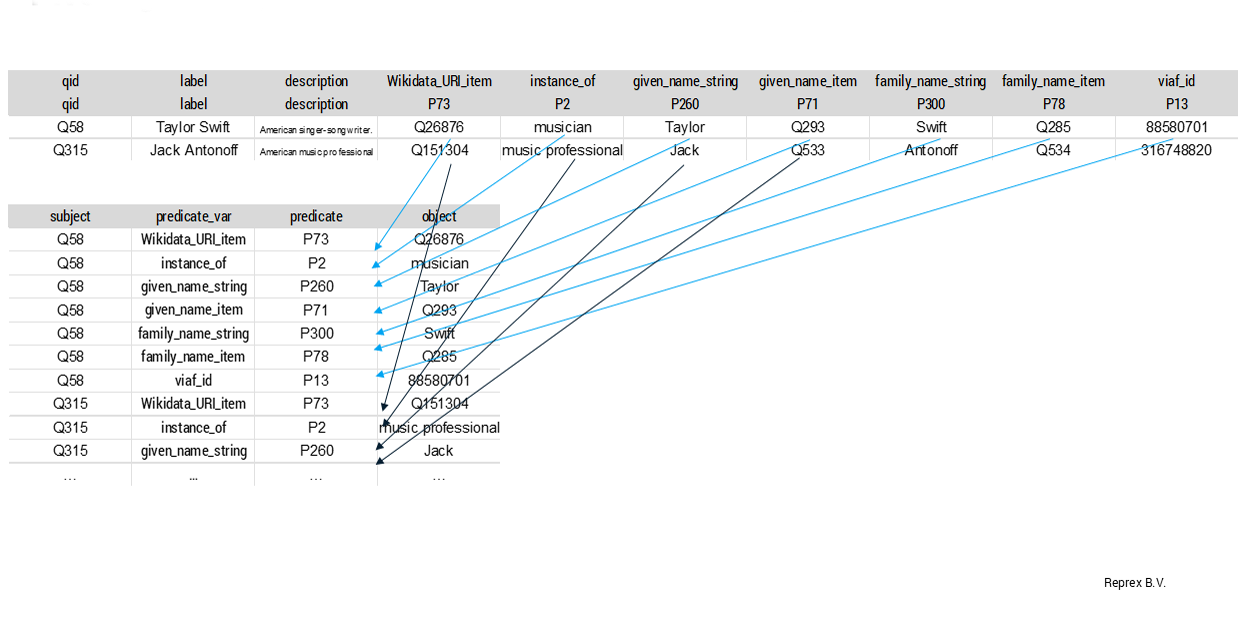 qid label description Wikidata_URI_item instance_of given_name_string given_name_item family_name_string family_name_item viaf_id
qid label description P73 P2 P260 P71 P300 P78 P13
Q58 Taylor Swift American singer-songwriter. Q26876 musician Taylor Q293 Swift Q285 88580701
Q315 Jack Antonoff American music professional Q151304 music professional Jack Q533 Antonoff Q534 316748820
subject predicate_var predicate object
Q58 Wikidata_URI_item P73 Q26876
Q58 instance_of P2 musician
Q58 given_name_string P260 Taylor
Q58 given_name_item P71 Q293
Q58 family_name_string P300 Swift
Q58 family_name_item P78 Q285
Q58 viaf_id P13 88580701
Q315 Wikidata_URI_item P73 Q151304
Q315 instance_of P2 music professional
Q315 given_name_string P260 Jack
... ... ... ...
Reprex B.V.